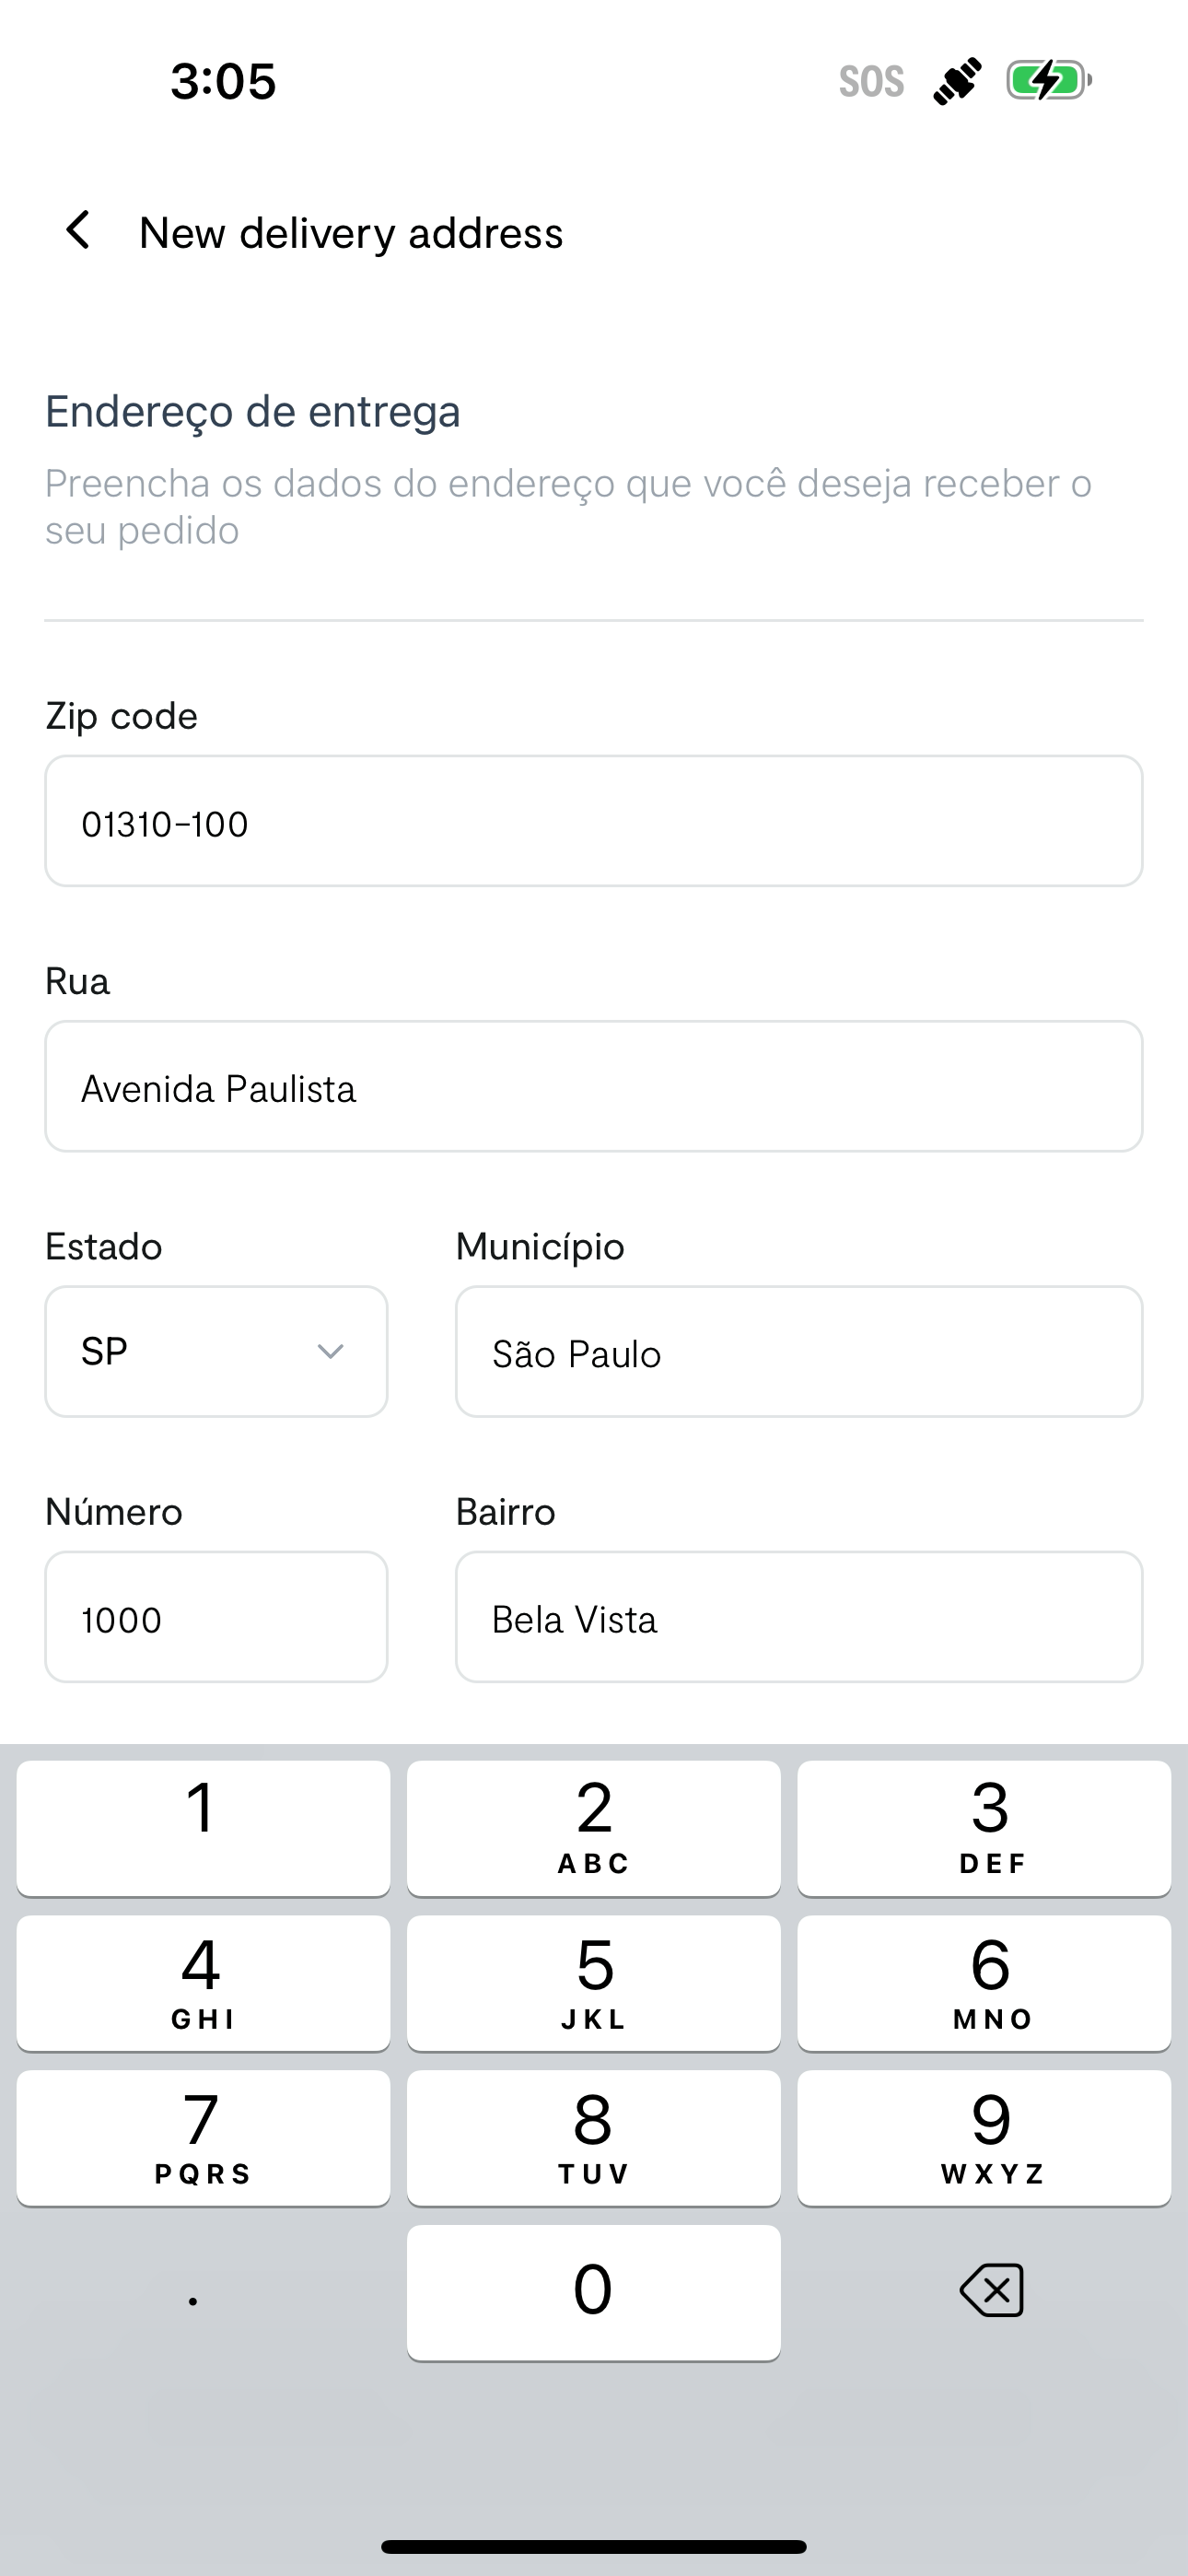 3:05 SOS
New delivery address
Endereço de entrega
Preencha os dados do endereço que você deseja receber o
seu pedido
Zip code
01310-100
Rua
Avenida Paulista
Estado Município
SP São Paulo
Número Bairro
1000 Bela Vista
1 2 3
ABC DEF
4 5 6
GHI JKL MNO
7 8 9
PQRS TUV WXYZ
. 0